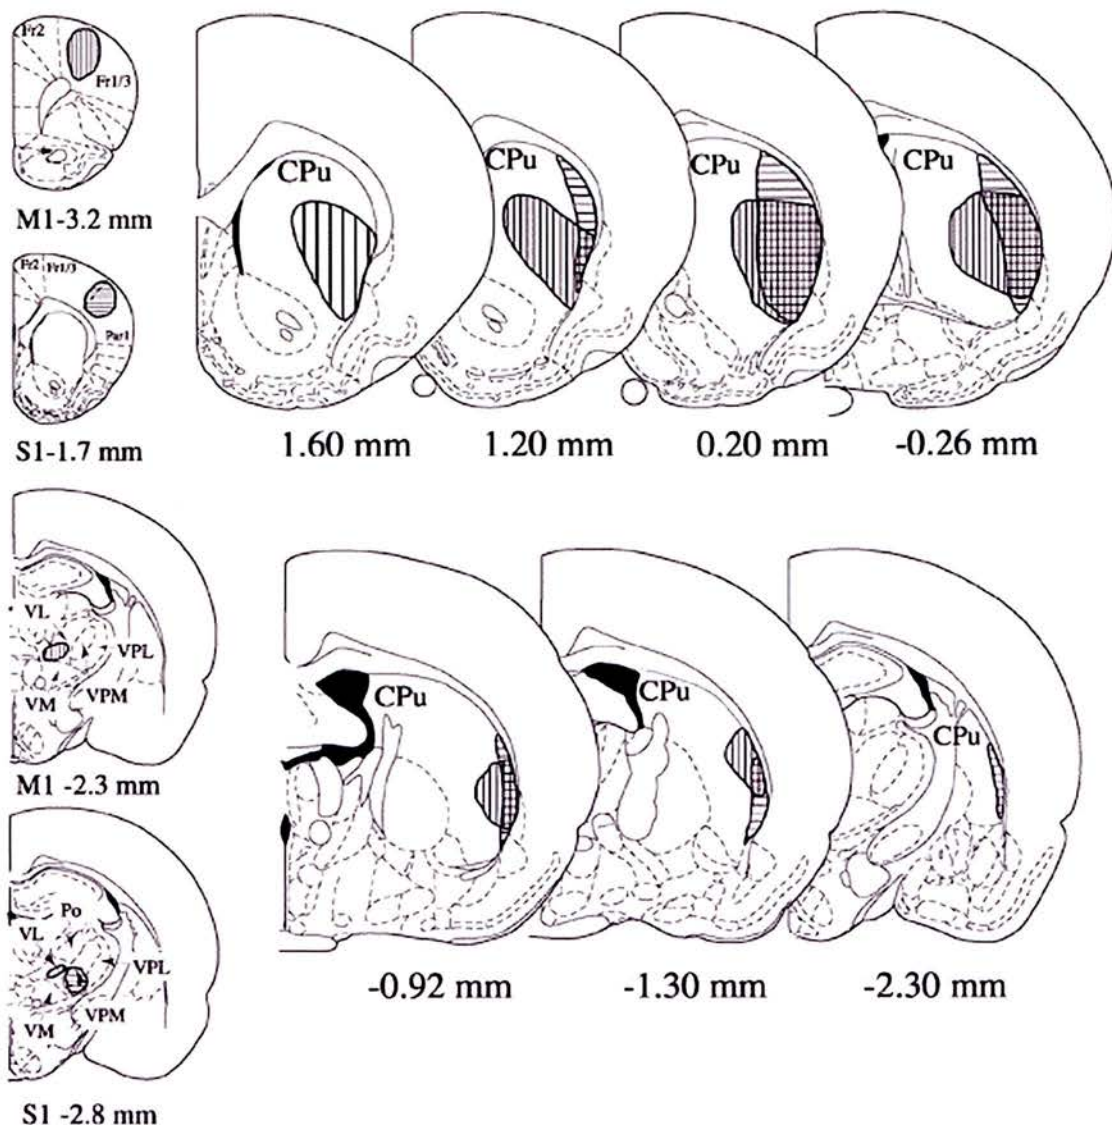 Fr2
Fr1/3
M1-3.2 mm
Fr2 Fr1/3
Par1
S1-1.7 mm
VL
VPL
VM
VPM
M1 -2.3 mm
Po
VL
VPL
VM
VPM
S1 -2.8 mm
CPu
CPu
CPu
CPu
1.60 mm
1.20 mm
0.20 mm
-0.26 mm
CPu
CPu
CPu
-0.92 mm
-1.30 mm
-2.30 mm